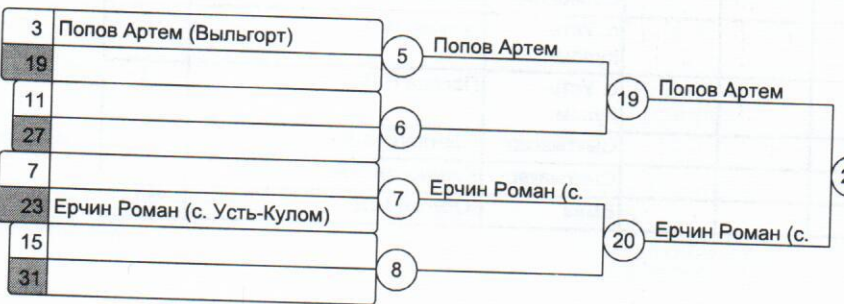 3 Попов Артем (Выльгорт)
19
5 Попов Артем
11
27
6
19 Попов Артем
7
23 Ерчин Роман (с. Усть-Кулом)
7 Ерчин Роман (с.
15
31
8
20 Ерчин Роман (с.